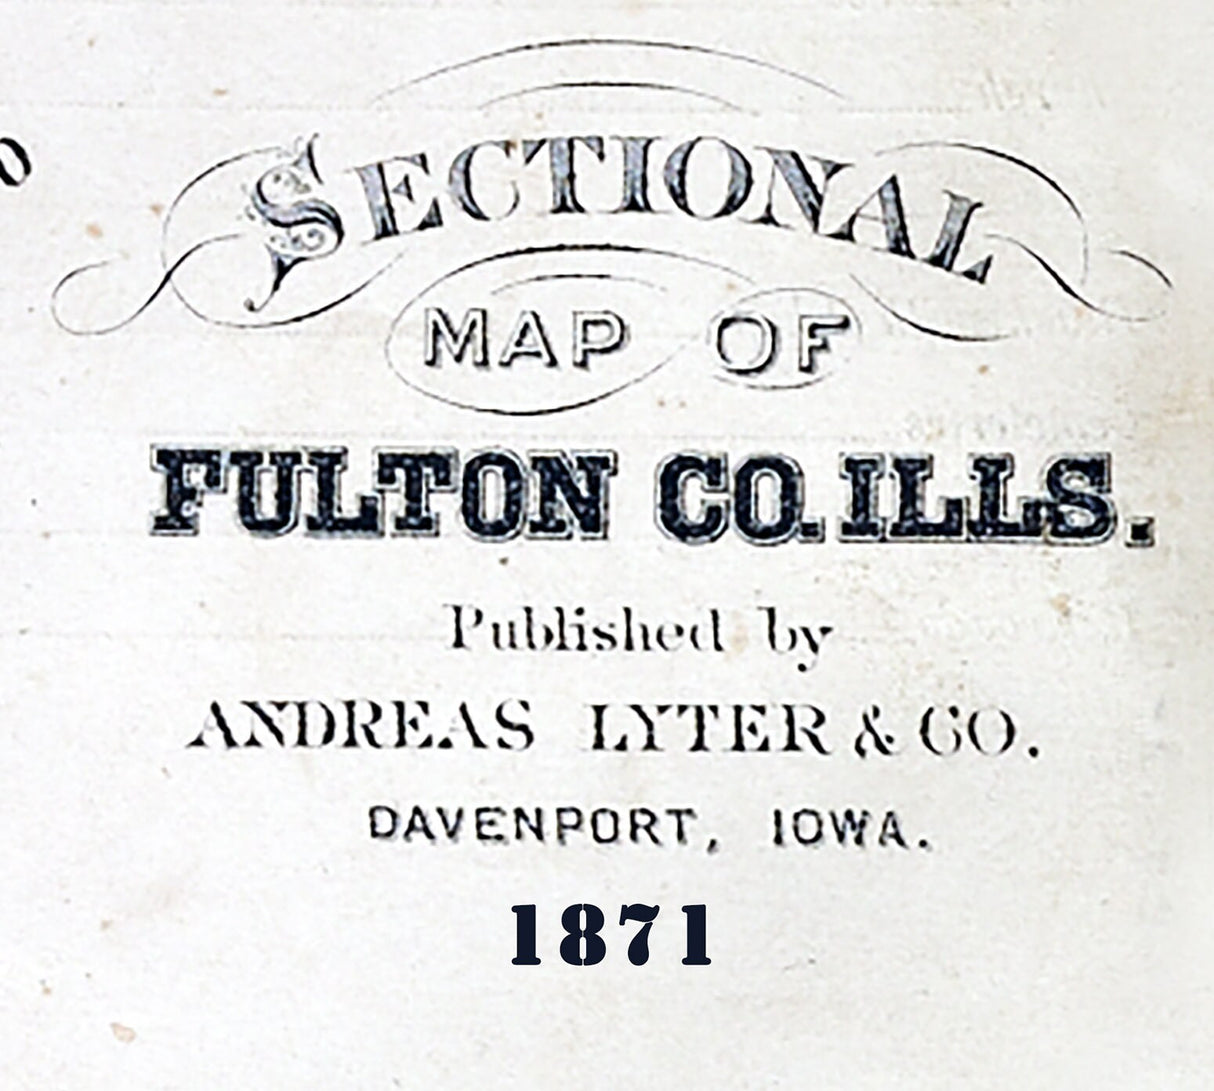 SECTIONAL
MAP OF
FULTON CO. ILLS.
Published by
ANDREAS LYTER & CO.
DAVENPORT, IOWA.
1871